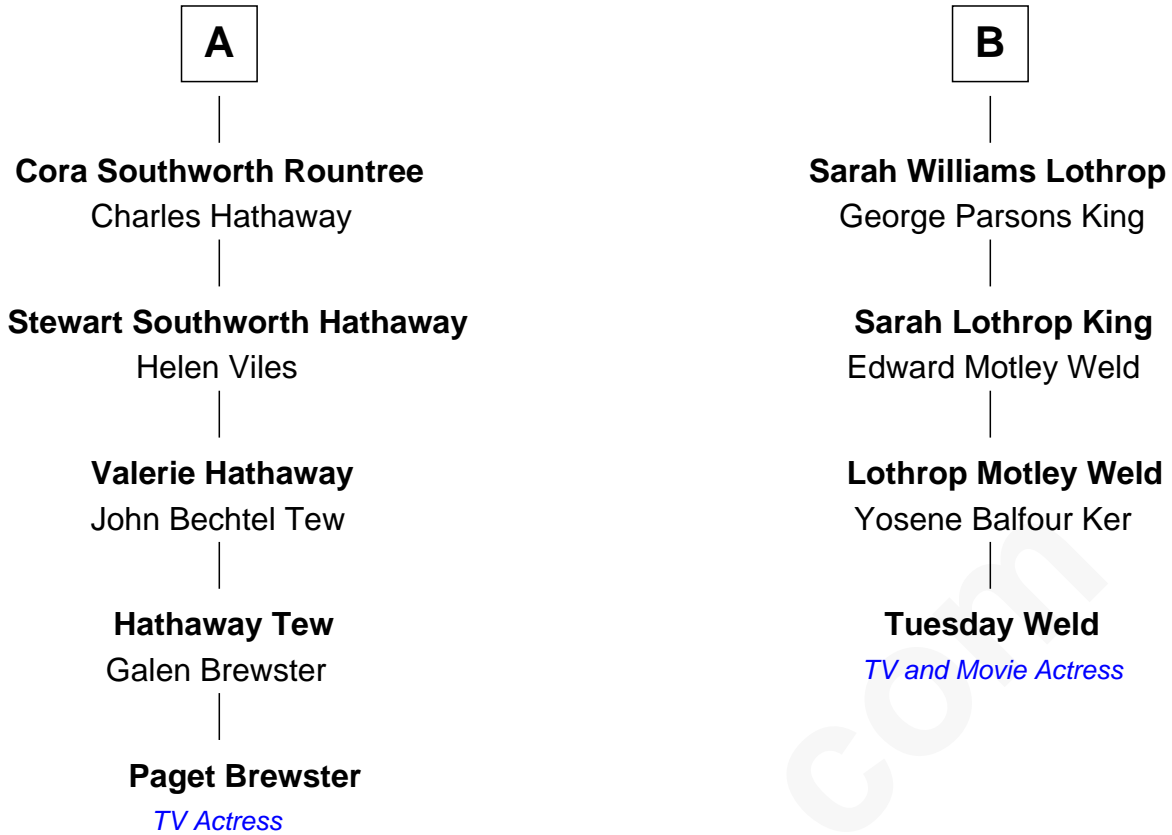 A
Cora Southworth Rountree
Charles Hathaway
Stewart Southworth Hathaway
Helen Viles
Valerie Hathaway
John Bechtel Tew
Hathaway Tew
Galen Brewster
Paget Brewster
TV Actress
B
Sarah Williams Lothrop
George Parsons King
Sarah Lothrop King
Edward Motley Weld
Lothrop Motley Weld
Yosene Balfour Ker
Tuesday Weld
TV and Movie Actress
com